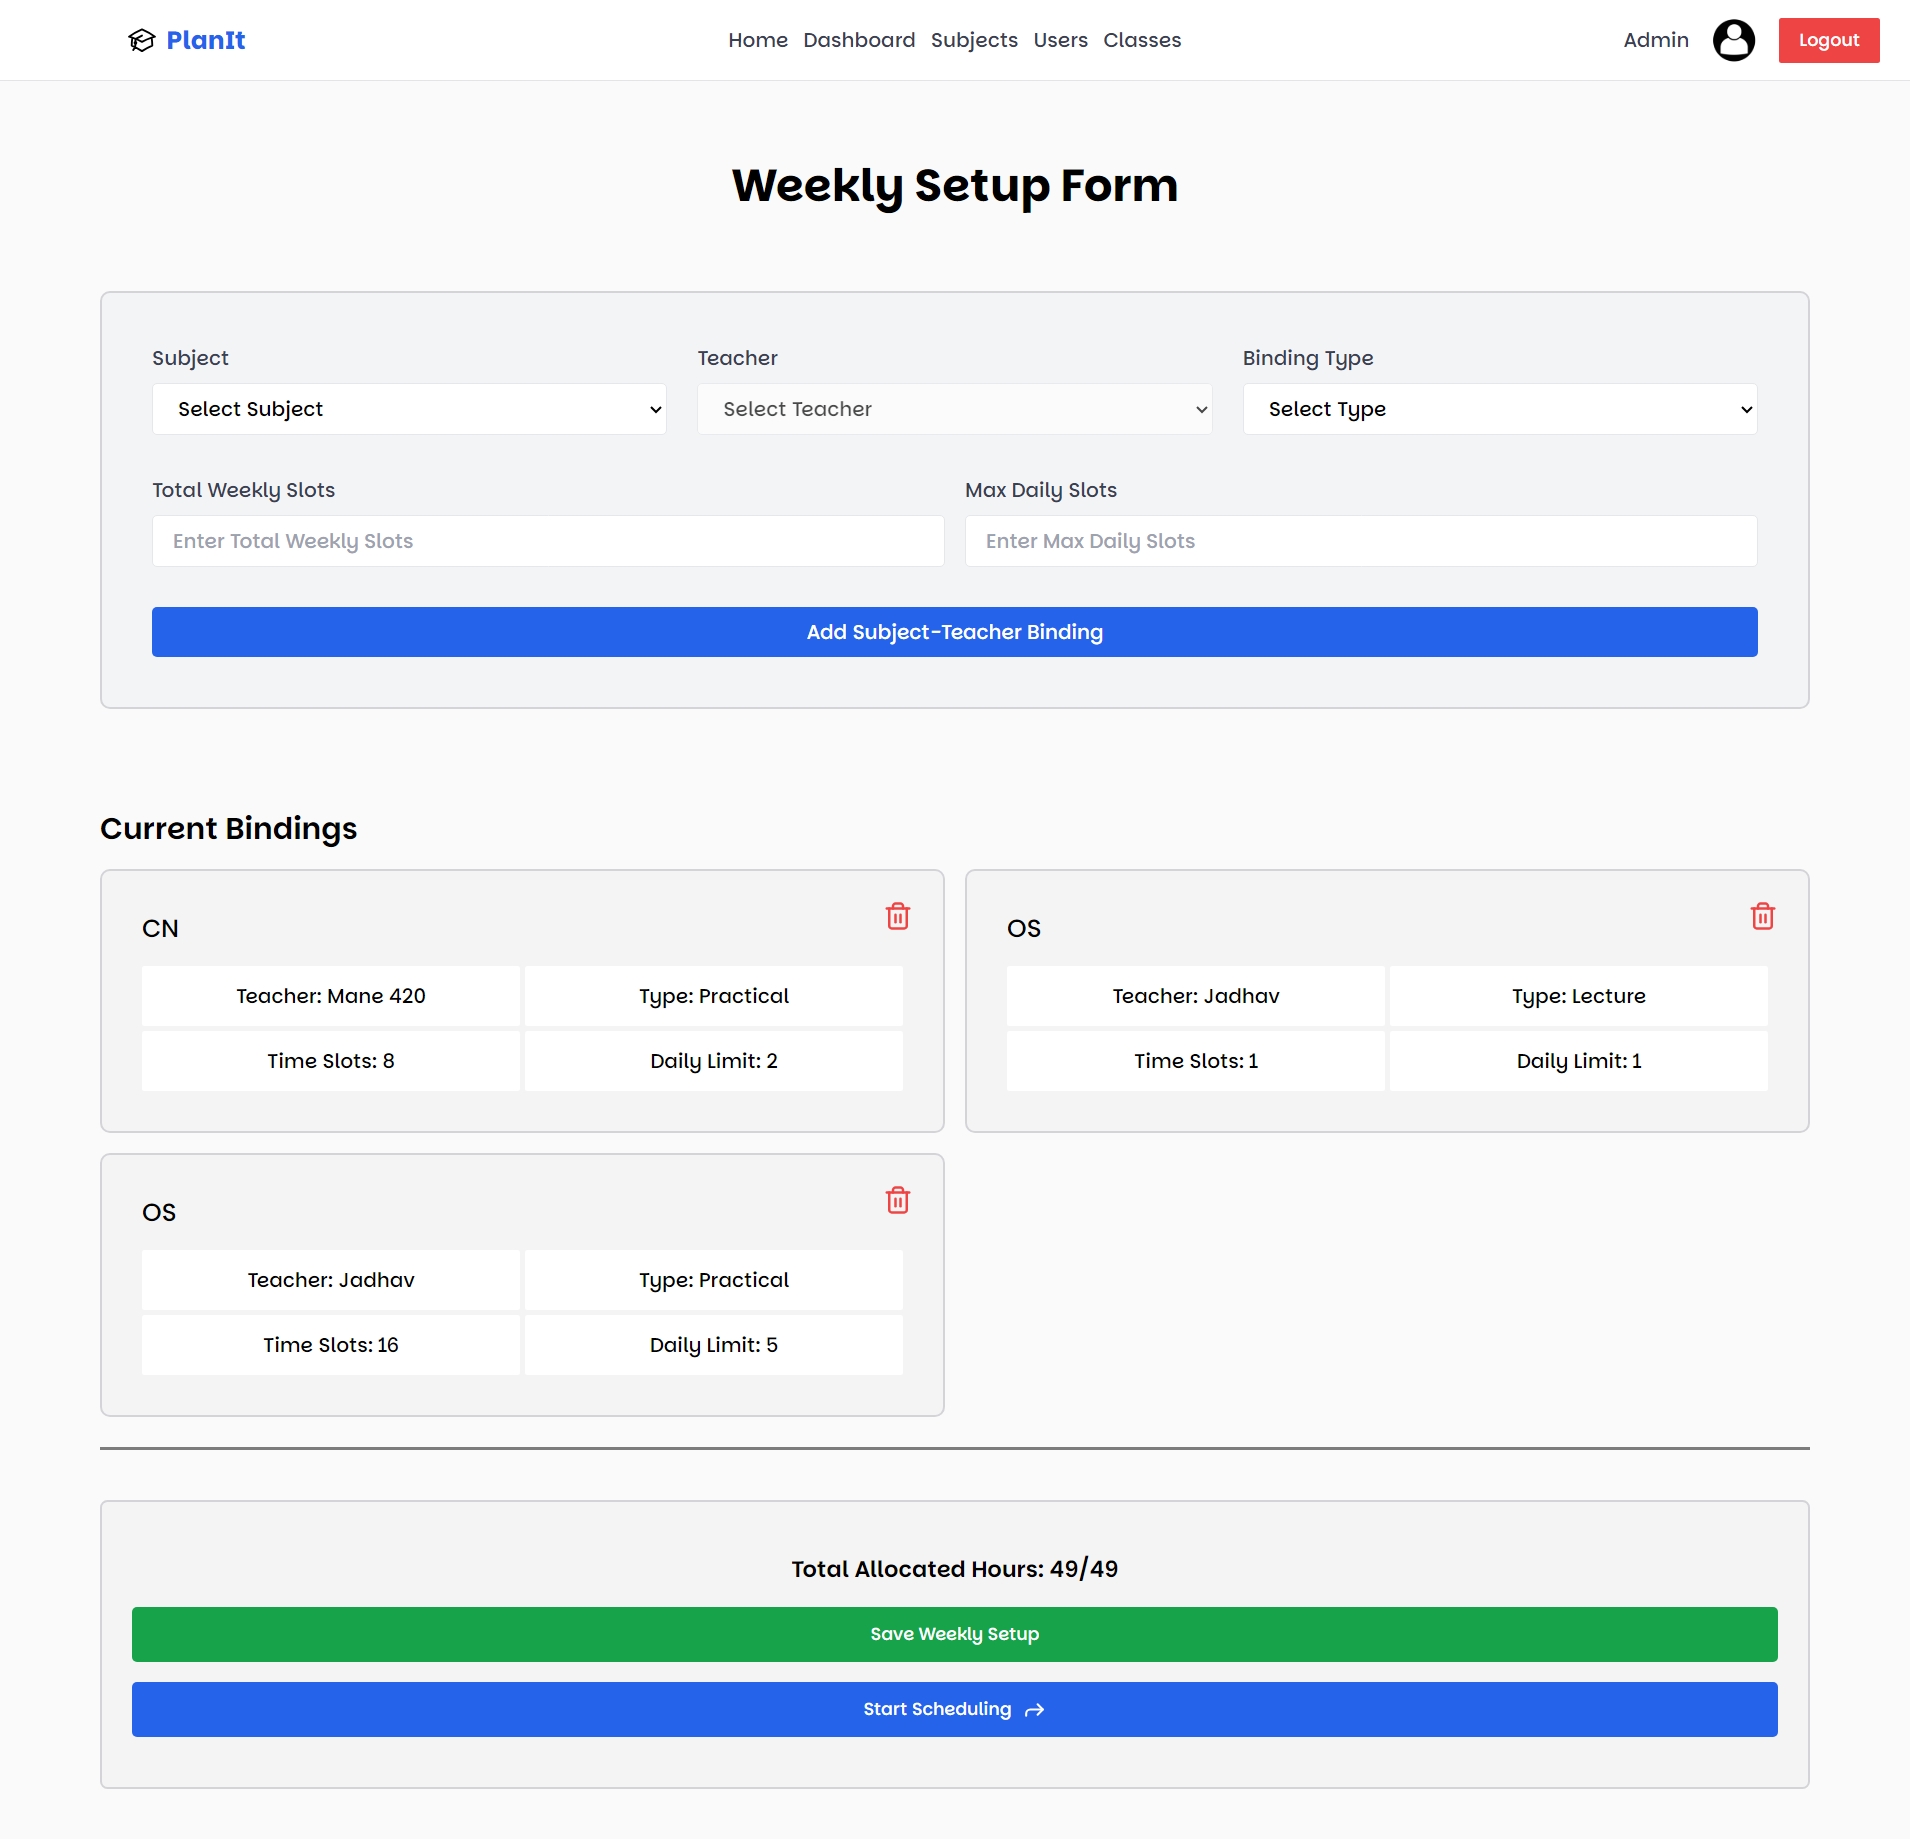 PlanIt
Home Dashboard Subjects Users Classes
Admin
Logout
Weekly Setup Form
Subject
Teacher
Binding Type
Select Subject
Select Teacher
Select Type
Total Weekly Slots
Max Daily Slots
Enter Total Weekly Slots
Enter Max Daily Slots
Add Subject-Teacher Binding
Current Bindings
CN
Teacher: Mane 420
Type: Practical
Time Slots: 8
Daily Limit: 2
OS
Teacher: Jadhav
Type: Lecture
Time Slots: 1
Daily Limit: 1
OS
Teacher: Jadhav
Type: Practical
Time Slots: 16
Daily Limit: 5
Total Allocated Hours: 49/49
Save Weekly Setup
Start Scheduling